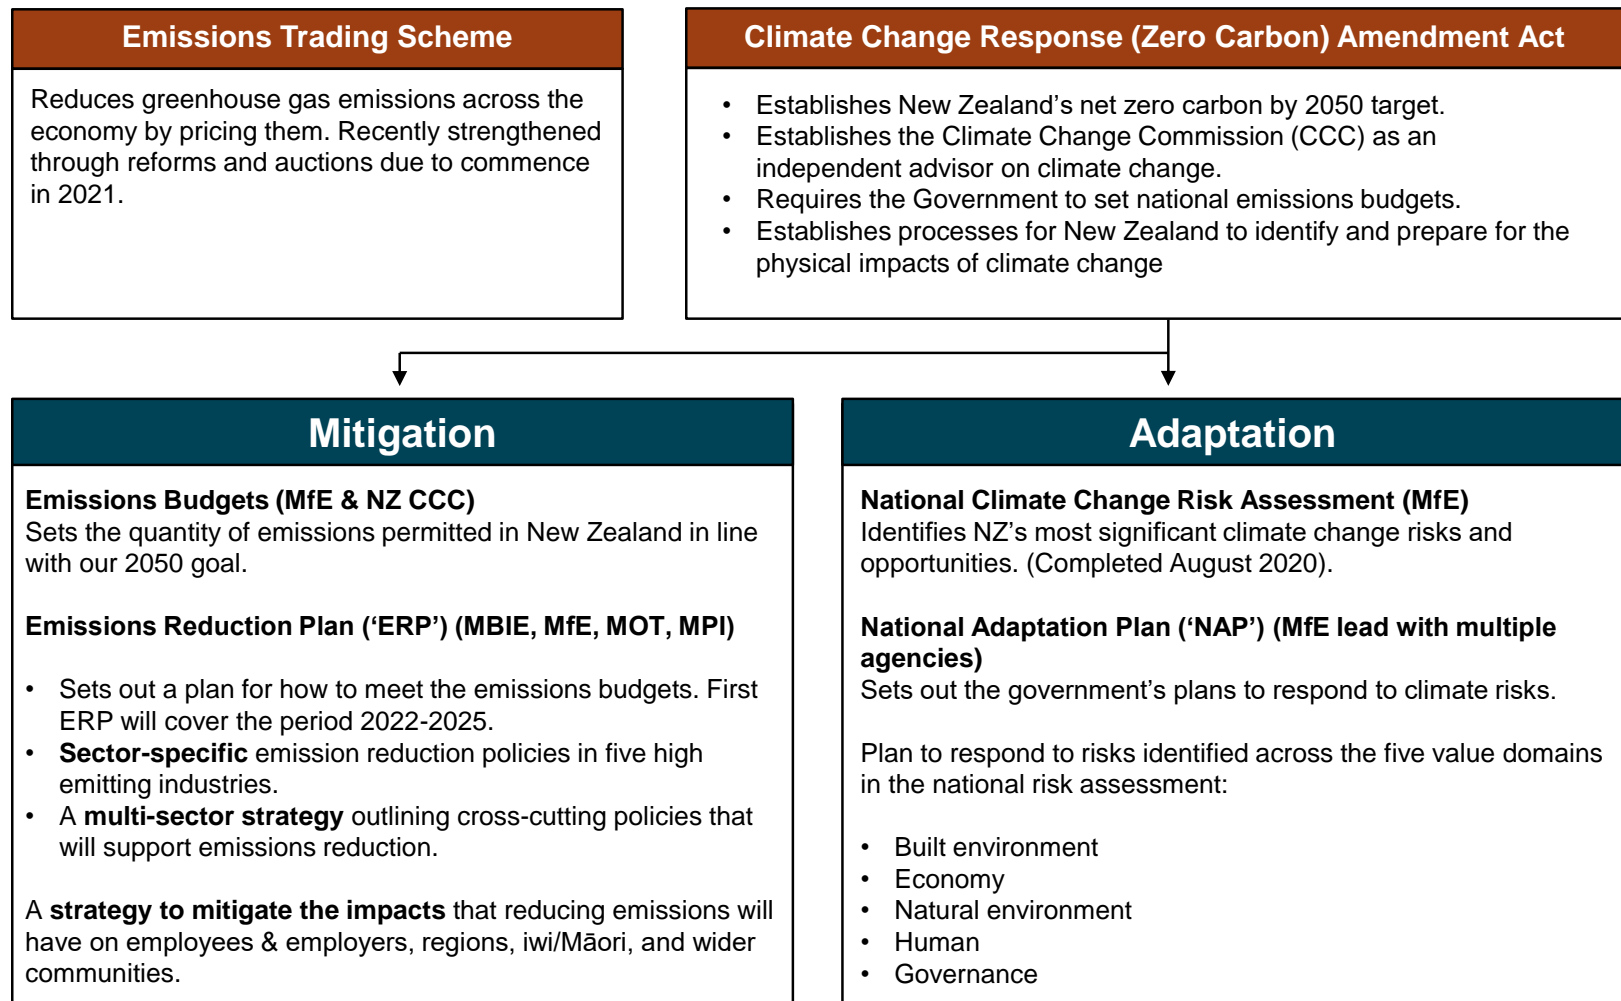 Emissions Trading Scheme
Reduces greenhouse gas emissions across the
economy by pricing them. Recently strengthened
through reforms and auctions due to commence
in 2021.
Climate Change Response (Zero Carbon) Amendment Act
• Establishes New Zealand’s net zero carbon by 2050 target.
• Establishes the Climate Change Commission (CCC) as an
independent advisor on climate change.
• Requires the Government to set national emissions budgets.
• Establishes processes for New Zealand to identify and prepare for the
physical impacts of climate change
Mitigation
Emissions Budgets (MfE & NZ CCC)
Sets the quantity of emissions permitted in New Zealand in line
with our 2050 goal.
Emissions Reduction Plan (‘ERP’) (MBIE, MfE, MOT, MPI)
• Sets out a plan for how to meet the emissions budgets. First
ERP will cover the period 2022-2025.
• Sector-specific emission reduction policies in five high
emitting industries.
• A multi-sector strategy outlining cross-cutting policies that
will support emissions reduction.
A strategy to mitigate the impacts that reducing emissions will
have on employees & employers, regions, iwi/Māori, and wider
communities.
Adaptation
National Climate Change Risk Assessment (MfE)
Identifies NZ’s most significant climate change risks and
opportunities. (Completed August 2020).
National Adaptation Plan (‘NAP’) (MfE lead with multiple
agencies)
Sets out the government’s plans to respond to climate risks.
Plan to respond to risks identified across the five value domains
in the national risk assessment:
• Built environment
• Economy
• Natural environment
• Human
• Governance